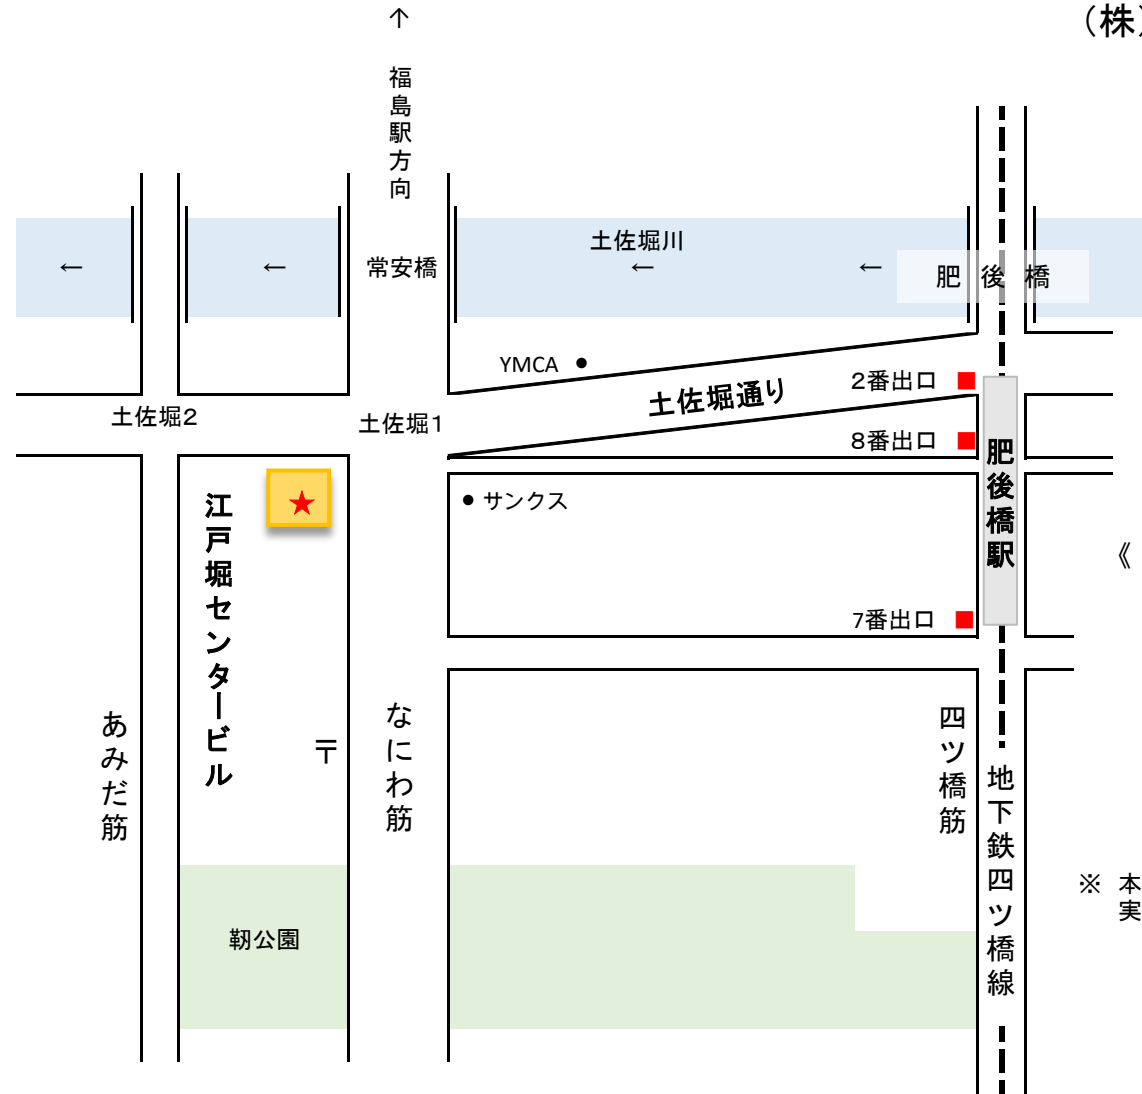 ↑
(株)
福島駅方向
土佐堀川
← ← ← ←
常安橋
肥後橋
YMCA ●
土佐堀通り
2番出口 ■
土佐堀2
土佐堀1
8番出口 ■
肥後橋駅
★
● サンクス
江戸堀センタービル
《
7番出口 ■
あみだ筋
〒
なにわ筋
四ツ橋筋
地下鉄四ツ橋線
※ 本
実
靭公園